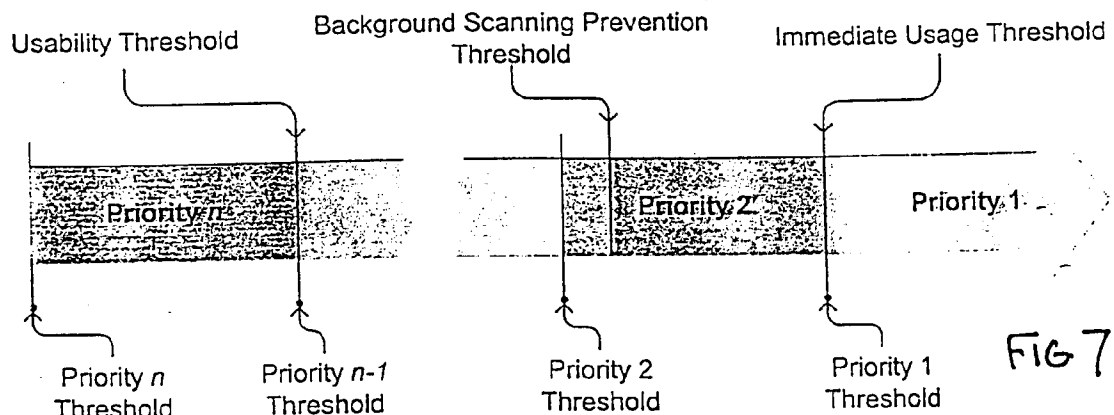 Usability Threshold
Background Scanning Prevention
Threshold
Immediate Usage Threshold
Priority n
Priority 2
Priority 1
Priority n
Threshold
Priority n-1
Threshold
Priority 2
Threshold
Priority 1
Threshold
FIG 7